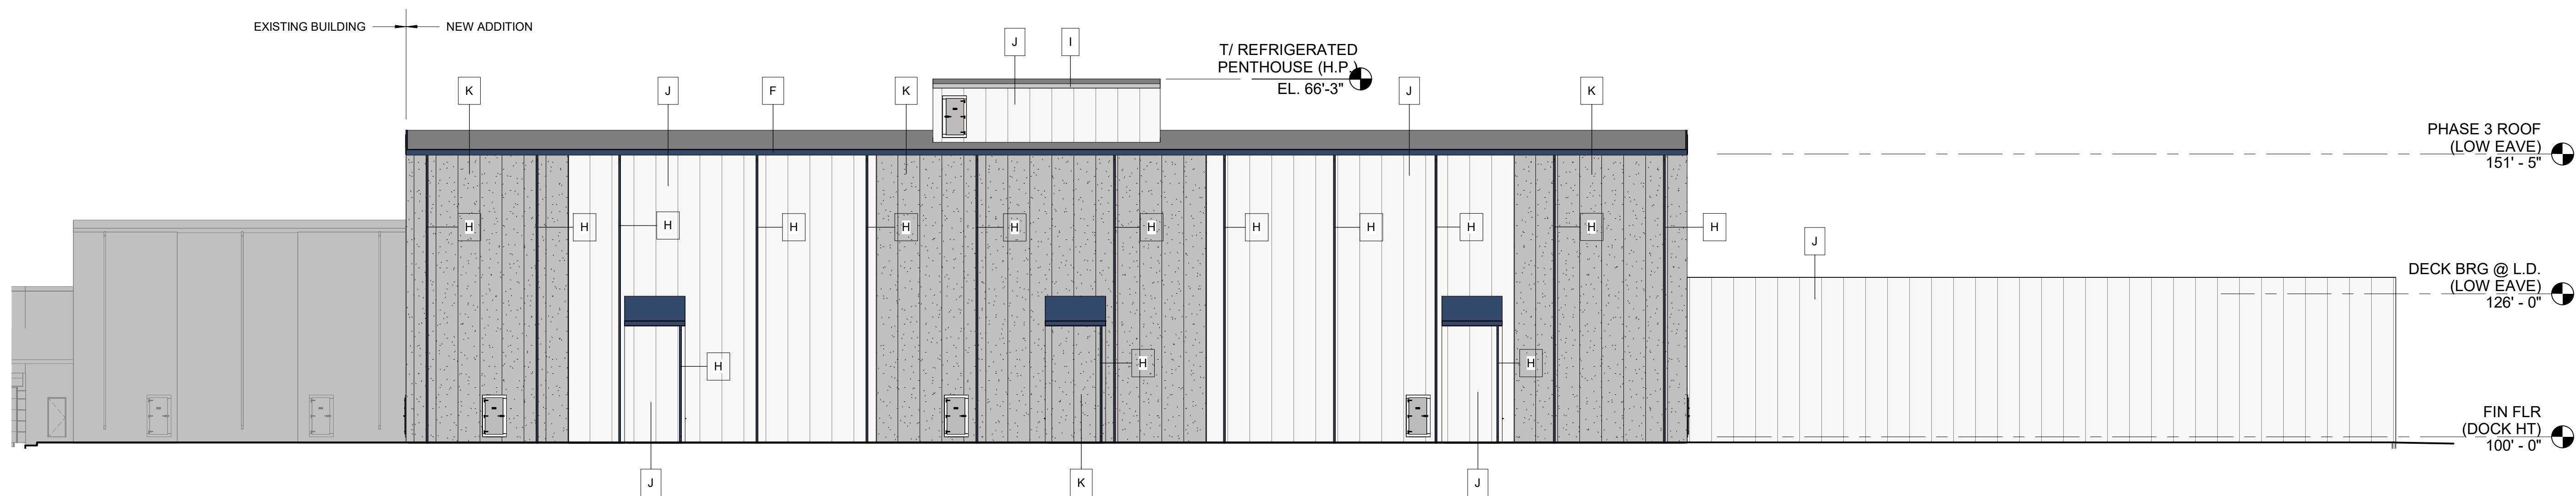 EXISTING BUILDING
NEW ADDITION
J
I
T/ REFRIGERATED
PENTHOUSE (H.P.)
EL. 66'-3"
K
J
F
K
J
K
PHASE 3 ROOF
(LOW EAVE)
151' - 5"
H
H
H
H
H
H
H
H
H
H
H
H
J
DECK BRG @ L.D.
(LOW EAVE)
126' - 0"
H
H
H
FIN FLR
(DOCK HT)
100' - 0"
J
K
J